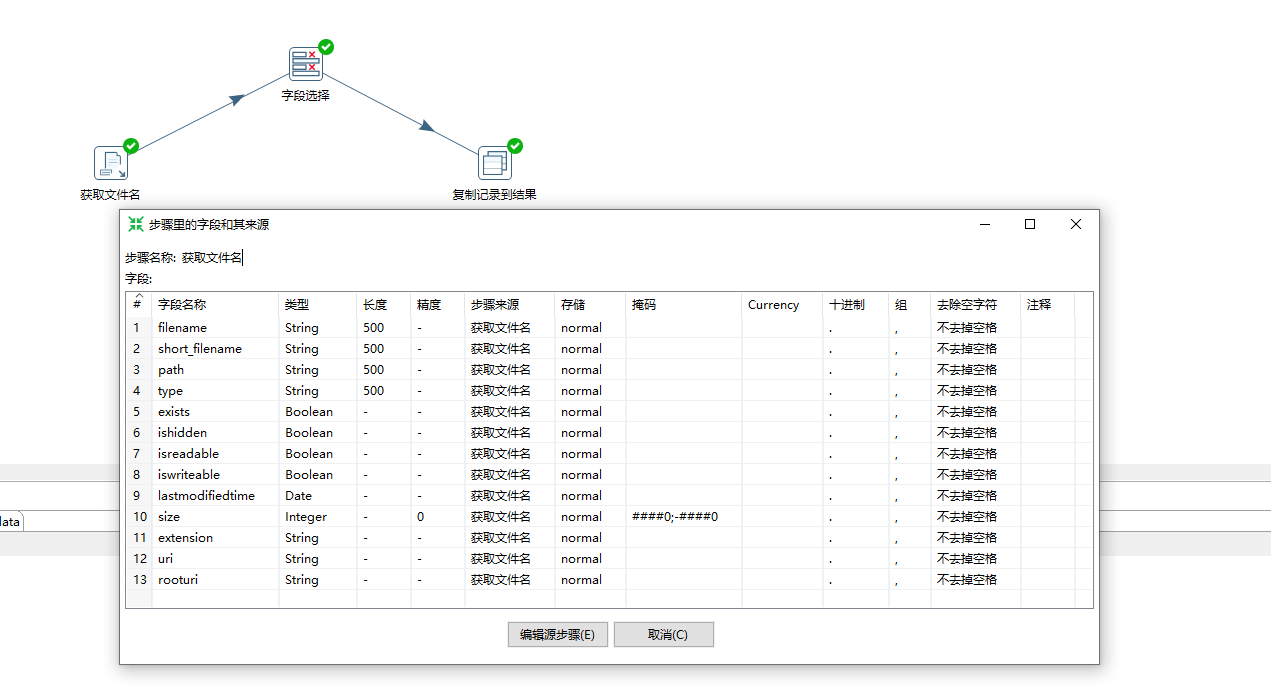 字段选择
获取文件名
复制记录到结果
步骤里的字段和其来源
步骤名称: 获取文件名
字段:
# 字段名称 类型 长度 精度 步骤来源 存储 掩码 Currency 十进制 组 去除空字符 注释
1 filename String 500 - 获取文件名 normal . , 不去掉空格
2 short_filename String 500 - 获取文件名 normal . , 不去掉空格
3 path String 500 - 获取文件名 normal . , 不去掉空格
4 type String 500 - 获取文件名 normal . , 不去掉空格
5 exists Boolean - - 获取文件名 normal . , 不去掉空格
6 ishidden Boolean - - 获取文件名 normal . , 不去掉空格
7 isreadable Boolean - - 获取文件名 normal . , 不去掉空格
8 iswriteable Boolean - - 获取文件名 normal . , 不去掉空格
9 lastmodifiedtime Date - - 获取文件名 normal . , 不去掉空格
10 size Integer - 0 获取文件名 normal ####0;-####0 . , 不去掉空格
11 extension String - - 获取文件名 normal . , 不去掉空格
12 uri String - - 获取文件名 normal . , 不去掉空格
13 rooturi String - - 获取文件名 normal . , 不去掉空格
编辑源步骤(E) 取消(C)